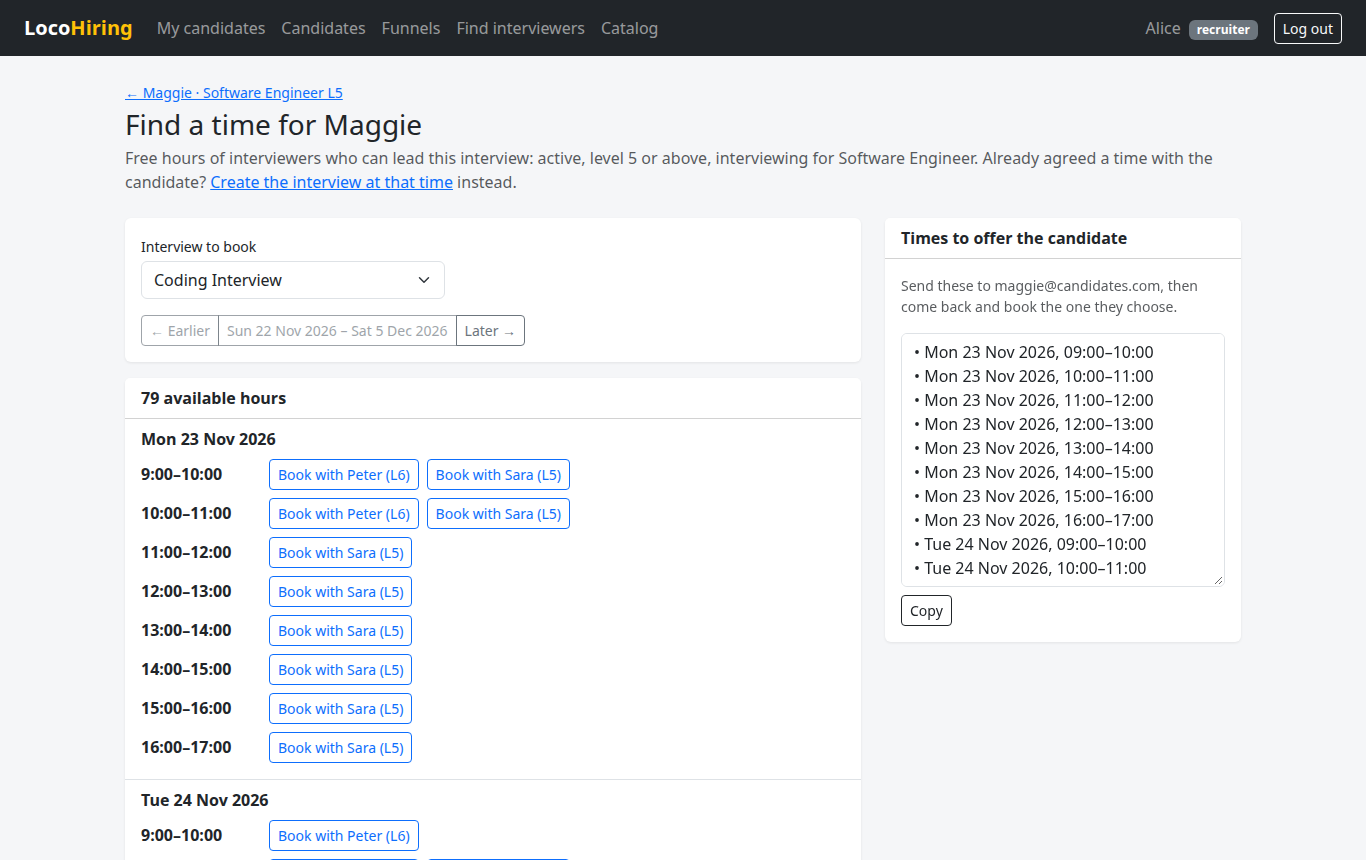 LocoHiring My candidates Candidates Funnels Find interviewers Catalog Alice recruiter Log out
← Maggie · Software Engineer L5
Find a time for Maggie
Free hours of interviewers who can lead this interview: active, level 5 or above, interviewing for Software Engineer. Already agreed a time with the
candidate? Create the interview at that time instead.
Interview to book
Coding Interview
← Earlier Sun 22 Nov 2026 – Sat 5 Dec 2026 Later →
79 available hours
Mon 23 Nov 2026
9:00–10:00 Book with Peter (L6) Book with Sara (L5)
10:00–11:00 Book with Peter (L6) Book with Sara (L5)
11:00–12:00 Book with Sara (L5)
12:00–13:00 Book with Sara (L5)
13:00–14:00 Book with Sara (L5)
14:00–15:00 Book with Sara (L5)
15:00–16:00 Book with Sara (L5)
16:00–17:00 Book with Sara (L5)
Tue 24 Nov 2026
9:00–10:00 Book with Peter (L6)
Times to offer the candidate
Send these to maggie@candidates.com, then
come back and book the one they choose.
• Mon 23 Nov 2026, 09:00–10:00
• Mon 23 Nov 2026, 10:00–11:00
• Mon 23 Nov 2026, 11:00–12:00
• Mon 23 Nov 2026, 12:00–13:00
• Mon 23 Nov 2026, 13:00–14:00
• Mon 23 Nov 2026, 14:00–15:00
• Mon 23 Nov 2026, 15:00–16:00
• Mon 23 Nov 2026, 16:00–17:00
• Tue 24 Nov 2026, 09:00–10:00
• Tue 24 Nov 2026, 10:00–11:00
Copy